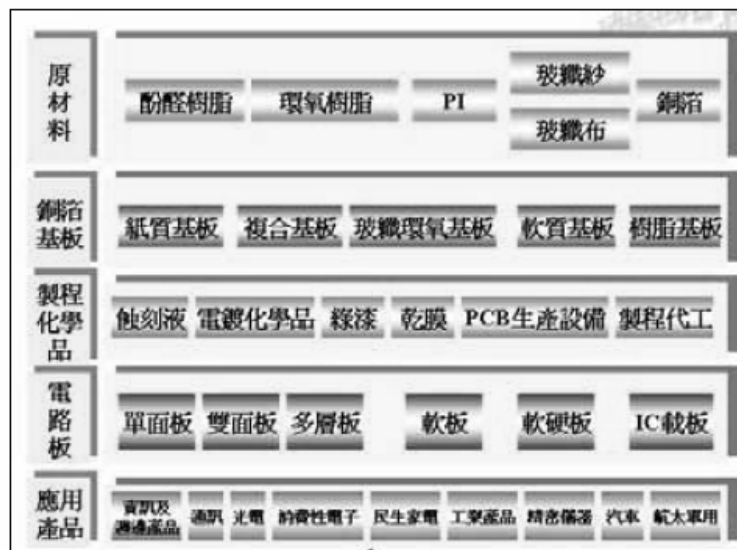 原材料
酚醛樹脂 環氧樹脂 PI 玻纖紗 玻纖布 銅箔
銅箔基板
紙質基板 複合基板 玻纖環氧基板 軟質基板 樹脂基板
製程化學品
蝕刻液 電鍍化學品 綠漆 乾膜 PCB生產設備 製程代工
電路板
單面板 雙面板 多層板 軟板 軟硬板 IC載板
應用產品
資訊及週邊產品 通訊 光電 消費性電子 民生家電 工業產品 精密儀器 汽車 航太軍用